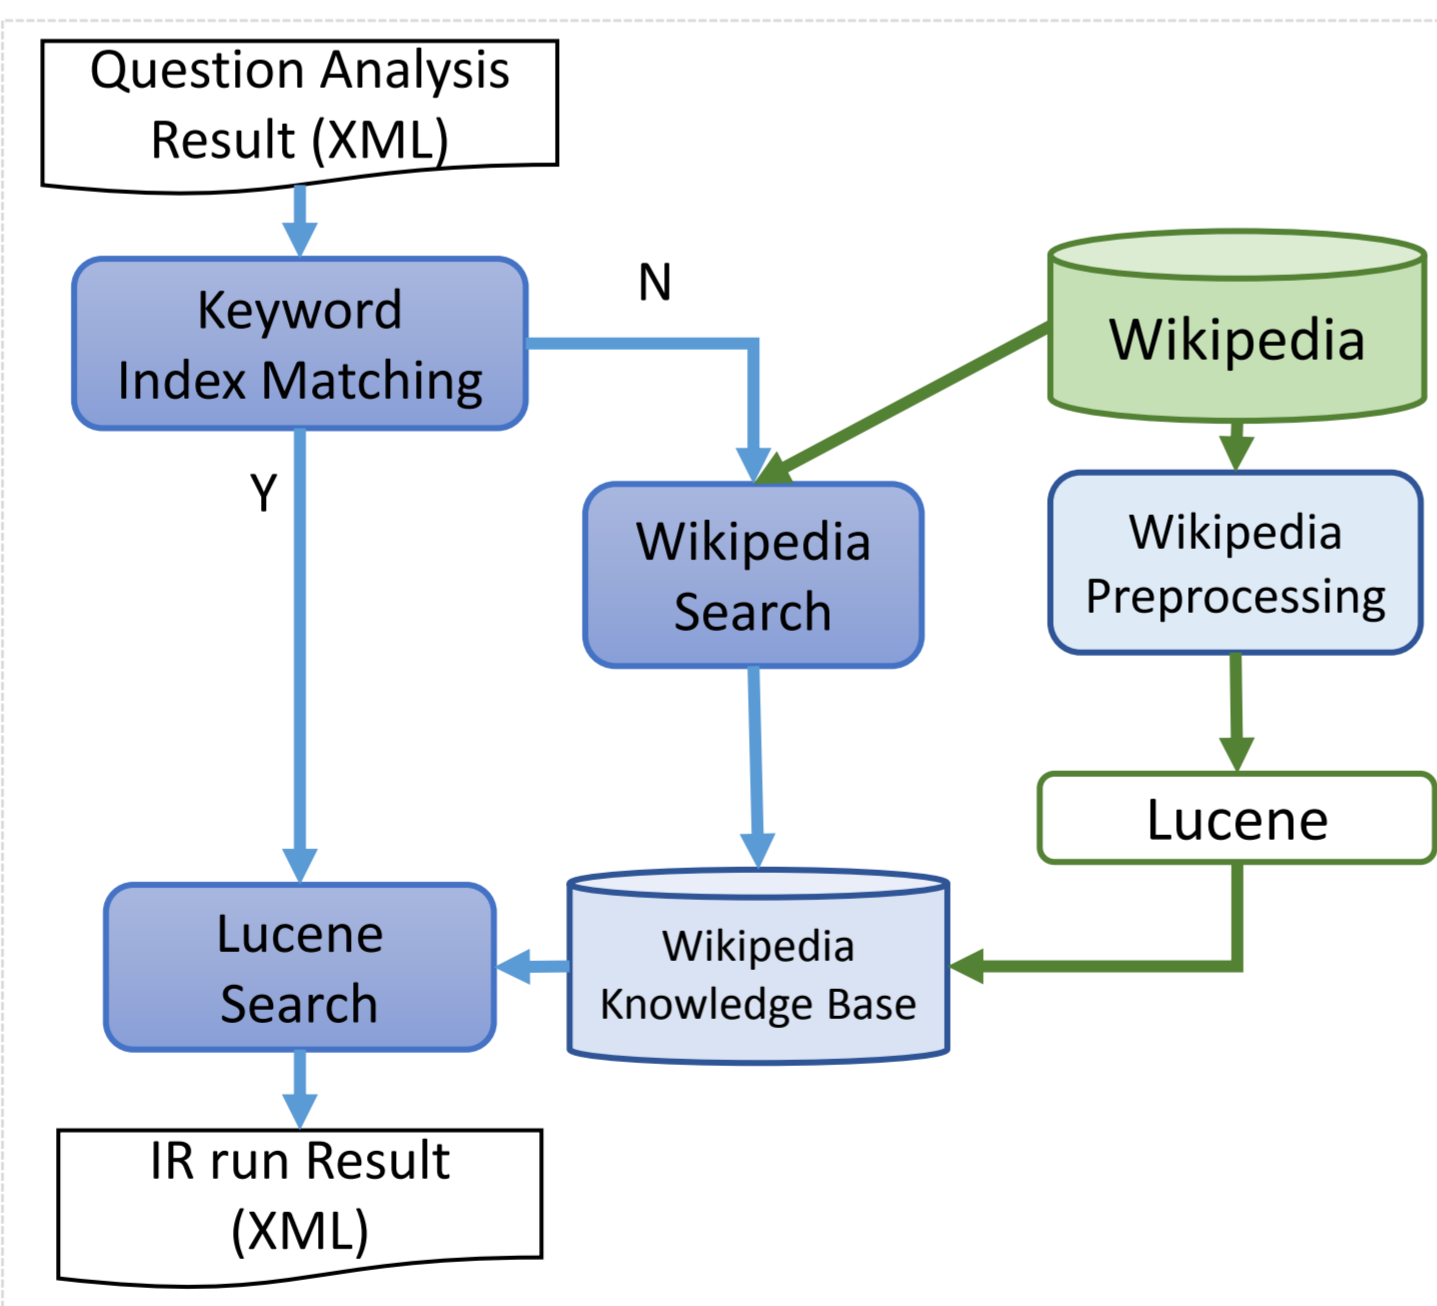 Question Analysis
Result (XML)
Keyword
Index Matching
N
Wikipedia
Y
Wikipedia
Search
Wikipedia
Preprocessing
Lucene
Lucene
Search
Wikipedia
Knowledge Base
IR run Result
(XML)